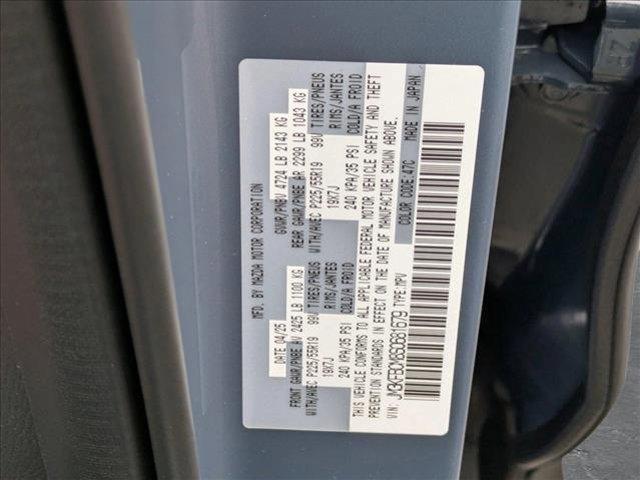 MFD. BY MAZDA MOTOR CORPORATION
DATE 04/25 GVWR/PNBV 4724 LB 2143 KG
FRONT GAWR/PNBE AV 2425 LB 1100 KG REAR GAWR/PNBE AR 2299 LB 1043 KG
WITH/AVEC P225/55R19 99V TIRES/PNEUS WITH/AVEC P225/55R19 99V TIRES/PNEUS
19X7J RIMS/JANTES 19X7J RIMS/JANTES
240 KPA/35 PSI COLD/A FROID 240 KPA/35 PSI COLD/A FROID
THIS VEHICLE CONFORMS TO ALL APPLICABLE FEDERAL MOTOR VEHICLE SAFETY AND THEFT
PREVENTION STANDARDS IN EFFECT ON THE DATE OF MANUFACTURE SHOWN ABOVE.
VIN: JM3KFBCM6S0681679 TYPE:MPV COLOR CODE:47C MADE IN JAPAN